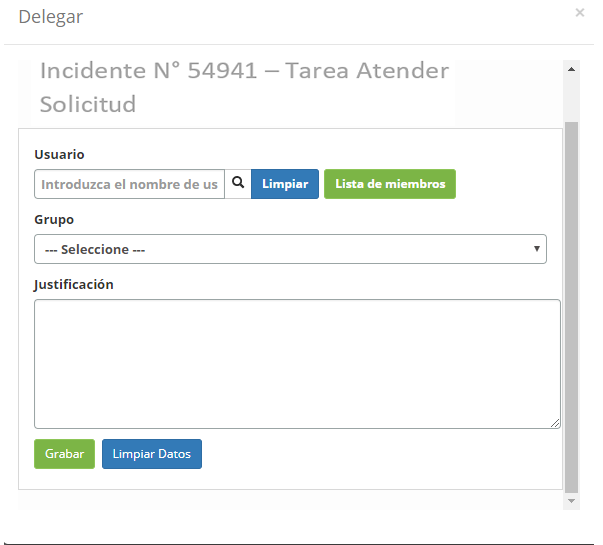 Delegar
×
Incidente N° 54941 – Tarea Atender
Solicitud
Usuario
Introduzca el nombre de us
Limpiar
Lista de miembros
Grupo
--- Seleccione ---
Justificación
Grabar
Limpiar Datos